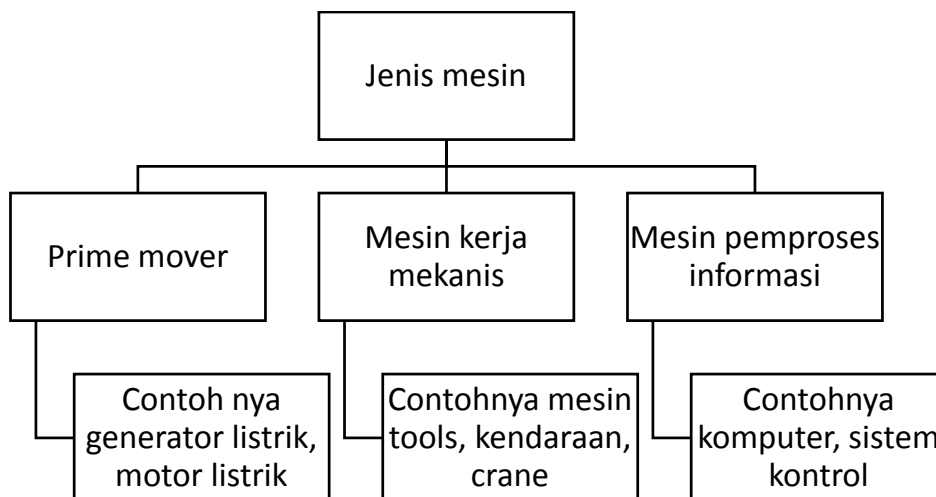 Jenis mesin
Prime mover
Mesin kerja
mekanis
Mesin pemproses
informasi
Contoh nya
generator listrik,
motor listrik
Contohnya mesin
tools, kendaraan,
crane
Contohnya
komputer, sistem
kontrol